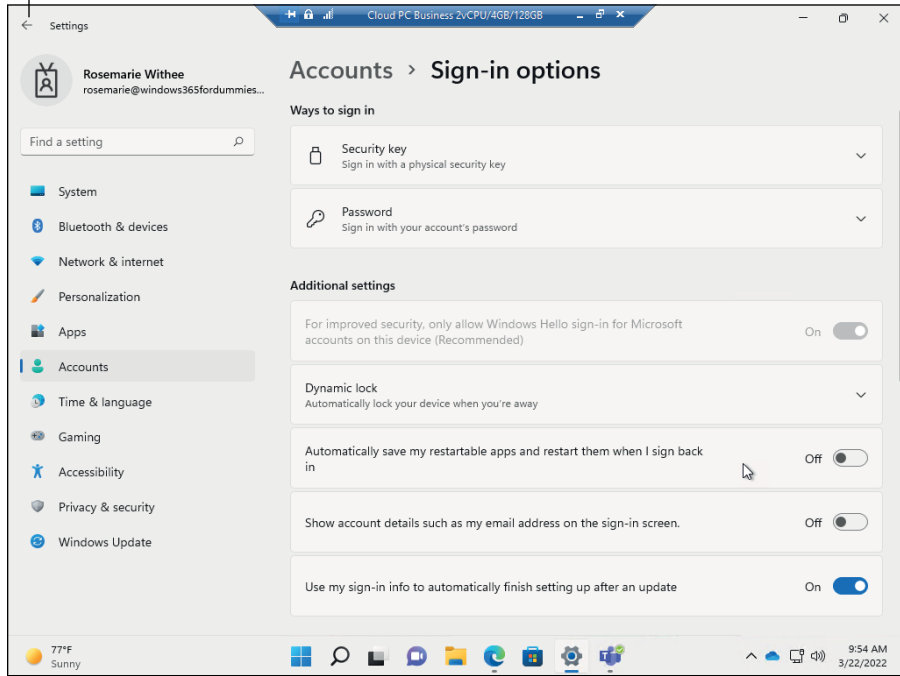 Cloud PC Business 2vCPU/4GB/128GB
Settings
Rosemarie Withee
rosemarie@windows365fordummies...
Find a setting
System
Bluetooth & devices
Network & internet
Personalization
Apps
Accounts
Time & language
Gaming
Accessibility
Privacy & security
Windows Update
Accounts > Sign-in options
Ways to sign in
Security key
Sign in with a physical security key
Password
Sign in with your account's password
Additional settings
For improved security, only allow Windows Hello sign-in for Microsoft
accounts on this device (Recommended)
On
Dynamic lock
Automatically lock your device when you're away
Automatically save my restartable apps and restart them when I sign back
in
Off
Show account details such as my email address on the sign-in screen.
Off
Use my sign-in info to automatically finish setting up after an update
On
77°F
Sunny
9:54 AM
3/22/2022